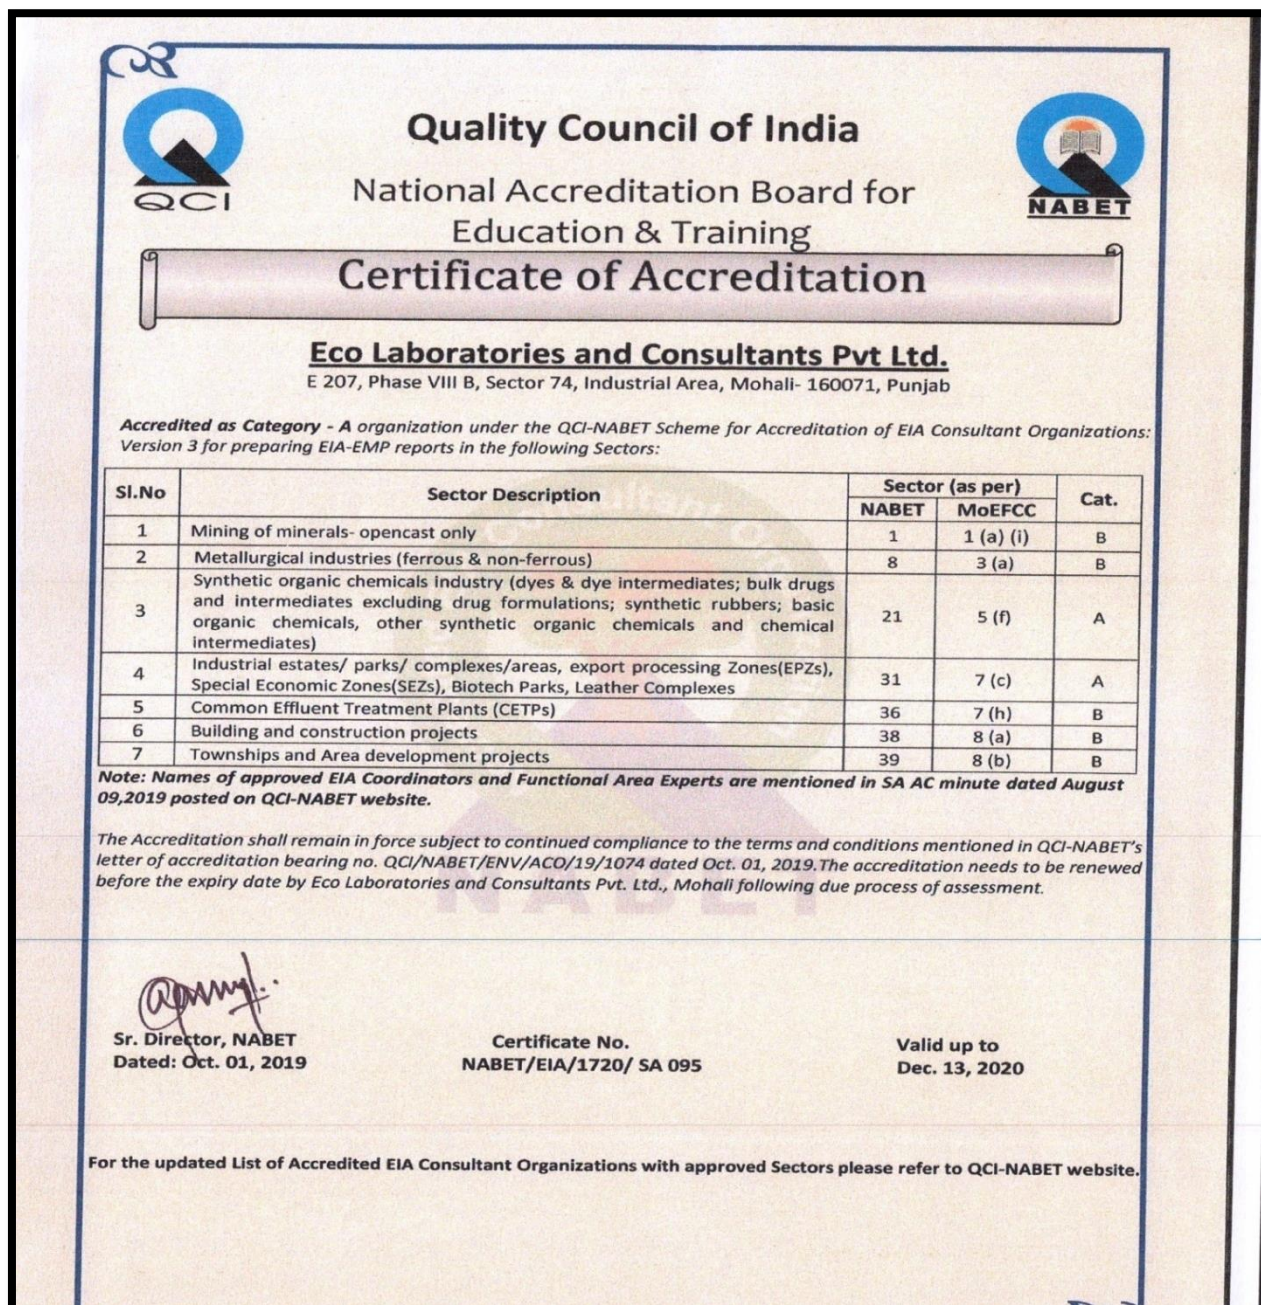 QCI
Quality Council of India
National Accreditation Board for
Education & Training
NABET
Certificate of Accreditation
Eco Laboratories and Consultants Pvt Ltd.
E 207, Phase VIII B, Sector 74, Industrial Area, Mohali- 160071, Punjab
Accredited as Category - A organization under the QCI-NABET Scheme for Accreditation of EIA Consultant Organizations:
Version 3 for preparing EIA-EMP reports in the following Sectors:
Sl.No Sector Description Sector (as per) Cat.
NABET MoEFCC
1 Mining of minerals- opencast only 1 1 (a) (i) B
2 Metallurgical industries (ferrous & non-ferrous) 8 3 (a) B
3 Synthetic organic chemicals industry (dyes & dye intermediates; bulk drugs
and intermediates excluding drug formulations; synthetic rubbers; basic
organic chemicals, other synthetic organic chemicals and chemical
intermediates) 21 5 (f) A
4 Industrial estates/ parks/ complexes/areas, export processing Zones(EPZs),
Special Economic Zones(SEZs), Biotech Parks, Leather Complexes 31 7 (c) A
5 Common Effluent Treatment Plants (CETPs) 36 7 (h) B
6 Building and construction projects 38 8 (a) B
7 Townships and Area development projects 39 8 (b) B
Note: Names of approved EIA Coordinators and Functional Area Experts are mentioned in SA AC minute dated August
09,2019 posted on QCI-NABET website.
The Accreditation shall remain in force subject to continued compliance to the terms and conditions mentioned in QCI-NABET's
letter of accreditation bearing no. QCI/NABET/ENV/ACO/19/1074 dated Oct. 01, 2019.The accreditation needs to be renewed
before the expiry date by Eco Laboratories and Consultants Pvt. Ltd., Mohali following due process of assessment.
NABET
Sr. Director, NABET
Dated: Oct. 01, 2019
Certificate No.
NABET/EIA/1720/ SA 095
Valid up to
Dec. 13, 2020
For the updated List of Accredited EIA Consultant Organizations with approved Sectors please refer to QCI-NABET website.